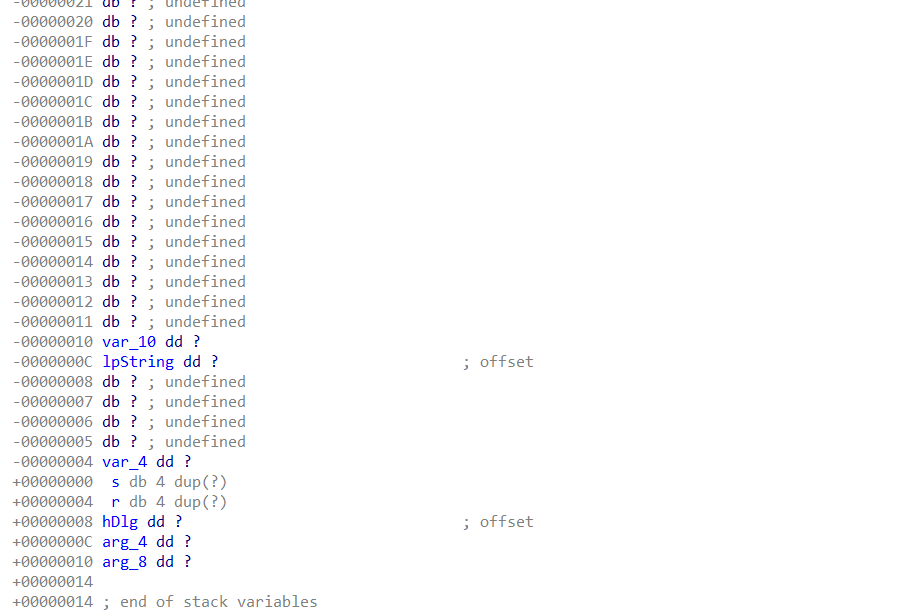 -00000021 db ? ; undefined
-00000020 db ? ; undefined
-0000001F db ? ; undefined
-0000001E db ? ; undefined
-0000001D db ? ; undefined
-0000001C db ? ; undefined
-0000001B db ? ; undefined
-0000001A db ? ; undefined
-00000019 db ? ; undefined
-00000018 db ? ; undefined
-00000017 db ? ; undefined
-00000016 db ? ; undefined
-00000015 db ? ; undefined
-00000014 db ? ; undefined
-00000013 db ? ; undefined
-00000012 db ? ; undefined
-00000011 db ? ; undefined
-00000010 var_10 dd ?
-0000000C lpString dd ? ; offset
-00000008 db ? ; undefined
-00000007 db ? ; undefined
-00000006 db ? ; undefined
-00000005 db ? ; undefined
-00000004 var_4 dd ?
+00000000 s db 4 dup(?)
+00000004 r db 4 dup(?)
+00000008 hDlg dd ? ; offset
+0000000C arg_4 dd ?
+00000010 arg_8 dd ?
+00000014
+00000014 ; end of stack variables